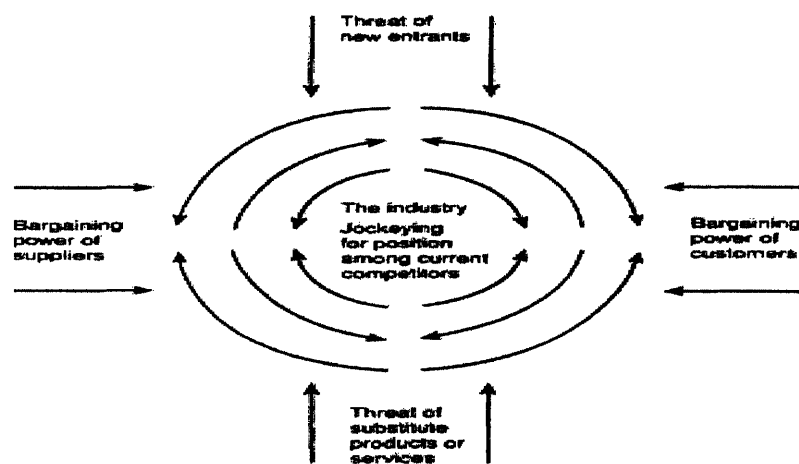 Threat of
new entrants
Bargaining
power of
suppliers
The industry
Jockeying
for position
among current
competitors
Bargaining
power of
customers
Threat of
substitute
products or
services